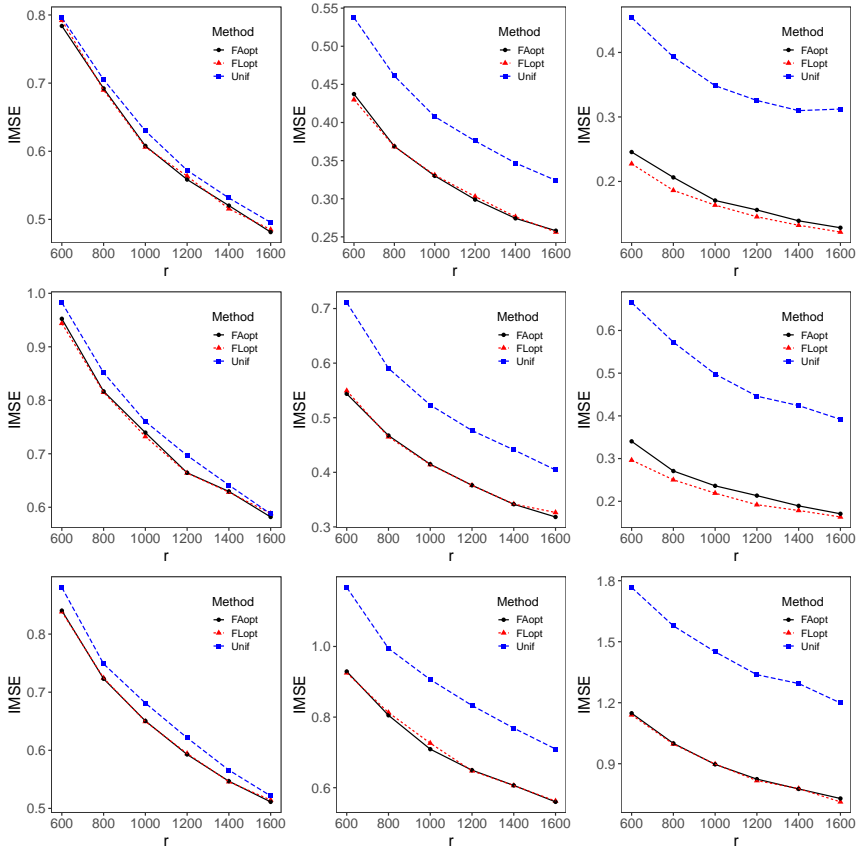 0.8
0.7
0.6
0.5
IMSE
Method
FAopt
FLopt
Unif
600 800 1000 1200 1400 1600
r
0.55
0.50
0.45
0.40
0.35
0.30
0.25
IMSE
Method
FAopt
FLopt
Unif
600 800 1000 1200 1400 1600
r
0.4
0.3
0.2
IMSE
Method
FAopt
FLopt
Unif
600 800 1000 1200 1400 1600
r
1.0
0.9
0.8
0.7
0.6
IMSE
Method
FAopt
FLopt
Unif
600 800 1000 1200 1400 1600
r
0.7
0.6
0.5
0.4
0.3
IMSE
Method
FAopt
FLopt
Unif
600 800 1000 1200 1400 1600
r
0.6
0.5
0.4
0.3
0.2
IMSE
Method
FAopt
FLopt
Unif
600 800 1000 1200 1400 1600
r
0.8
0.7
0.6
0.5
IMSE
Method
FAopt
FLopt
Unif
600 800 1000 1200 1400 1600
r
1.0
0.8
0.6
IMSE
Method
FAopt
FLopt
Unif
600 800 1000 1200 1400 1600
r
1.8
1.5
1.2
0.9
IMSE
Method
FAopt
FLopt
Unif
600 800 1000 1200 1400 1600
r